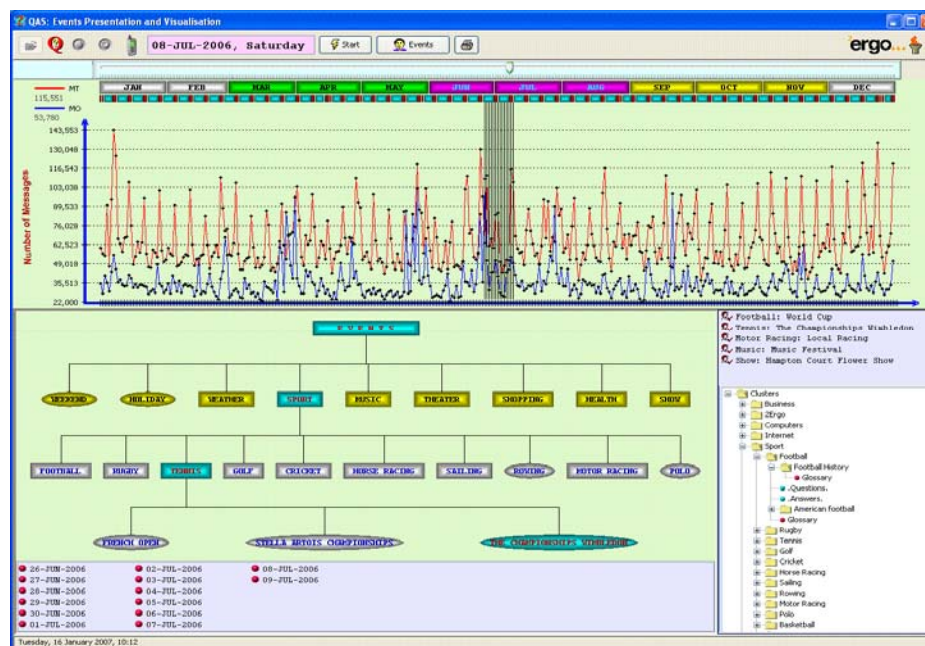 QAS: Events Presentation and Visualisation
08-JUL-2006, Saturday
Start
Events
ergo...
MT
115,551
MO
53,780
JAN FEB MAR APR MAY JUN JUL AUG SEP OCT NOV DEC
Number of Messages
143,553
130,048
116,543
103,038
89,533
76,028
62,523
49,018
35,513
22,000
EVENTS
WEEKEND HOLIDAY WEATHER SPORT MUSIC THEATER SHOPPING HEALTH SHOW
FOOTBALL RUGBY TENNIS GOLF CRICKET HORSE RACING SAILING ROWING MOTOR RACING POLO
FRENCH OPEN STELLA ARTOIS CHAMPIONSHIPS THE CHAMPIONSHIPS WIMBLEDON
Football: World Cup
Tennis: The Championships Wimbledon
Motor Racing: Local Racing
Music: Music Festival
Show: Hampton Court Flower Show
Clusters
Business
2Ergo
Computers
Internet
Sport
Football
Football History
Glossary
.Questions.
.Answers.
American football
Glossary
Rugby
Tennis
Golf
Cricket
Horse Racing
Sailing
Rowing
Motor Racing
Polo
Basketball
26-JUN-2006 02-JUL-2006 08-JUL-2006
27-JUN-2006 03-JUL-2006 09-JUL-2006
28-JUN-2006 04-JUL-2006
29-JUN-2006 05-JUL-2006
30-JUN-2006 06-JUL-2006
01-JUL-2006 07-JUL-2006
Tuesday, 16 January 2007, 10:12